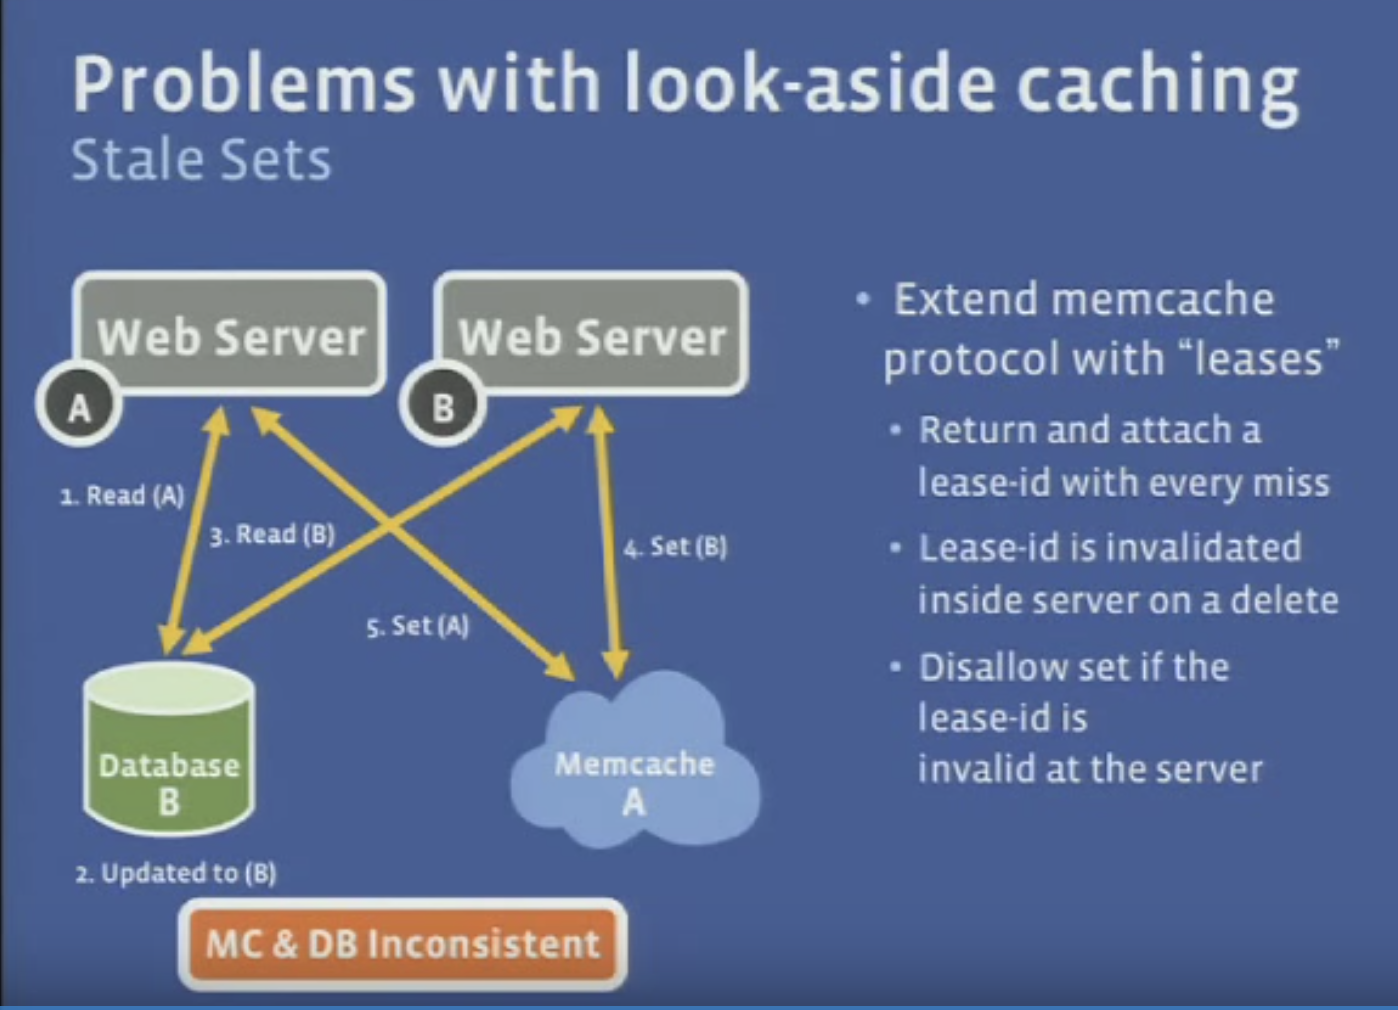 Problems with look-aside caching
Stale Sets
Web Server
A
Web Server
B
1. Read (A)
3. Read (B)
4. Set (B)
5. Set (A)
Database
B
Memcache
A
2. Updated to (B)
MC & DB Inconsistent
• Extend memcache
protocol with “leases”
• Return and attach a
lease-id with every miss
• Lease-id is invalidated
inside server on a delete
• Disallow set if the
lease-id is
invalid at the server